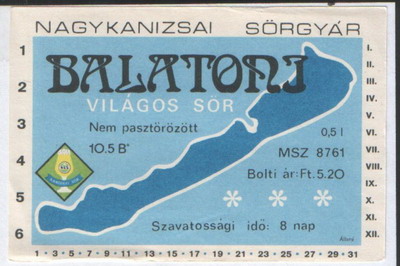 NAGYKANIZSAI SÖRGYÁR
BALATONI
VILÁGOS SÖR
Nem pasztörözött
10.5 B°
0,5 l
MSZ 8761
Bolti ár: Ft. 5.20
* * *
Szavatossági idő: 8 nap
1
2
3
4
5
6
I.
II.
III.
IV.
V.
VI.
VII.
VIII.
IX.
X.
XI.
XII.
1 • 3 • 5 • 7 • 9 • 11 • 13 • 15 • 17 • 19 • 21 • 23 • 25 • 27 • 29 • 31